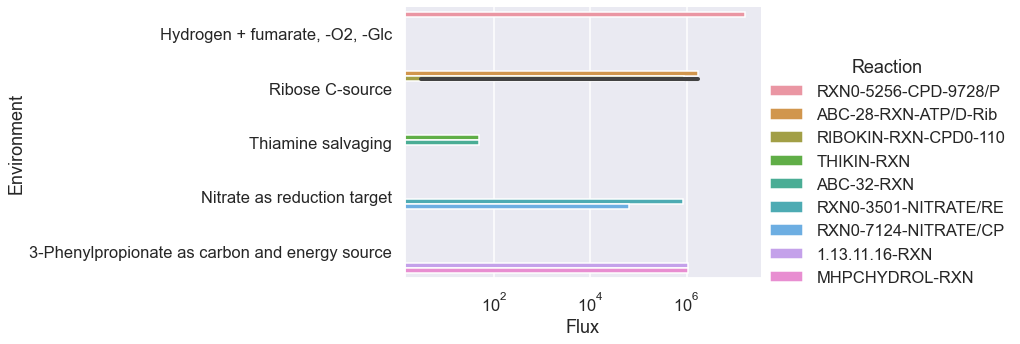 Environment
Hydrogen + fumarate, -O2, -Glc
Ribose C-source
Thiamine salvaging
Nitrate as reduction target
3-Phenylpropionate as carbon and energy source
10^2
10^4
10^6
Flux
Reaction
RXN0-5256-CPD-9728/P
ABC-28-RXN-ATP/D-Rib
RIBOKIN-RXN-CPD0-110
THIKIN-RXN
ABC-32-RXN
RXN0-3501-NITRATE/RE
RXN0-7124-NITRATE/CP
1.13.11.16-RXN
MHPCHYDROL-RXN